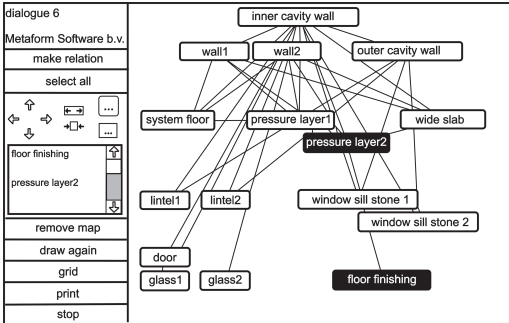 dialogue 6
Metaform Software b.v.
make relation
select all
...
...
floor finishing
pressure layer2
remove map
draw again
grid
print
stop
inner cavity wall
wall1
wall2
outer cavity wall
system floor
pressure layer1
wide slab
pressure layer2
lintel1
lintel2
window sill stone 1
window sill stone 2
door
glass1
glass2
floor finishing